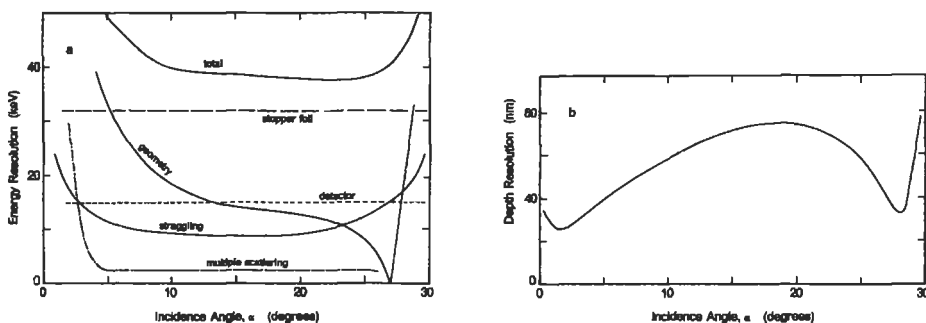 a
total
40
stopper foil
geometry
20
detector
straggling
multiple scattering
0
0
10
20
30
Energy Resolution (keV)
Incidence Angle, α (degrees)
b
80
60
40
0
0
10
20
30
Depth Resolution (nm)
Incidence Angle, α (degrees)